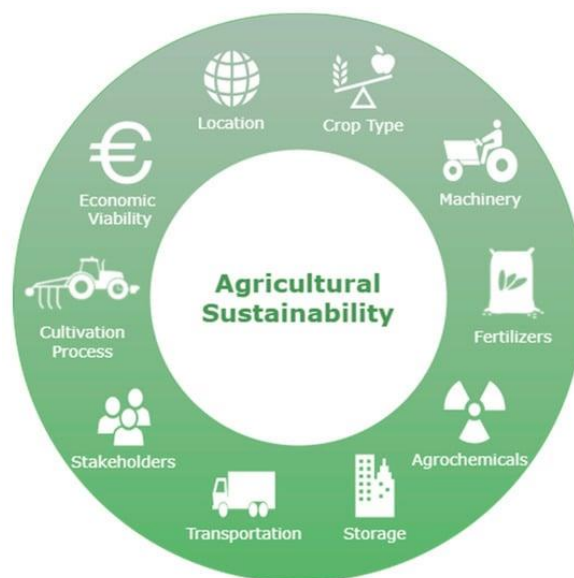 Agricultural
Sustainability
Location
Crop Type
Machinery
Fertilizers
Agrochemicals
Storage
Transportation
Stakeholders
Cultivation
Process
Economic
Viability